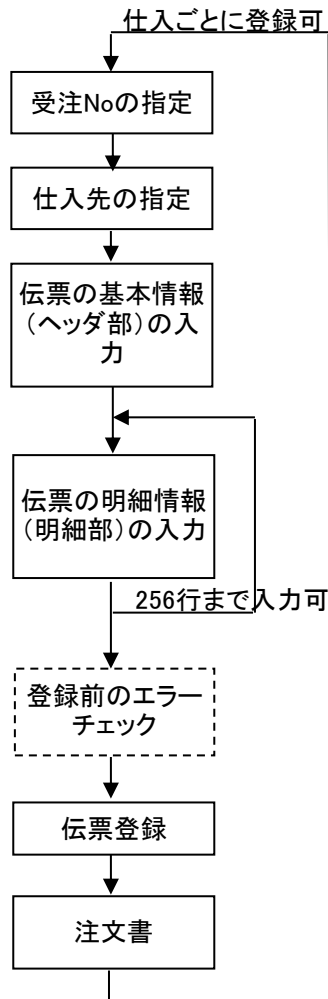 仕入ごとに登録可
受注Noの指定
仕入先の指定
伝票の基本情報
(ヘッダ部)の入
力
伝票の明細情報
(明細部)の入力
256行まで入力可
登録前のエラー
チェック
伝票登録
注文書